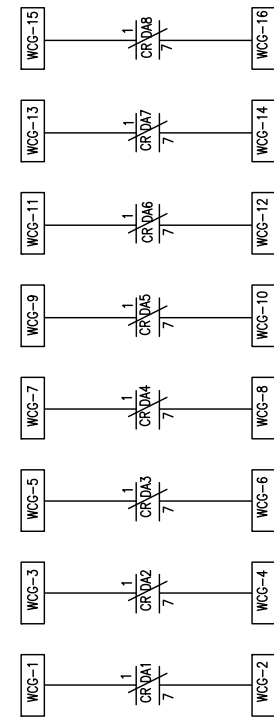 WCG-1
1
CR DA1
7
WCG-2
WCG-3
1
CR DA2
7
WCG-4
WCG-5
1
CR DA3
7
WCG-6
WCG-7
1
CR DA4
7
WCG-8
WCG-9
1
CR DA5
7
WCG-10
WCG-11
1
CR DA6
7
WCG-12
WCG-13
1
CR DA7
7
WCG-14
WCG-15
1
CR DA8
7
WCG-16